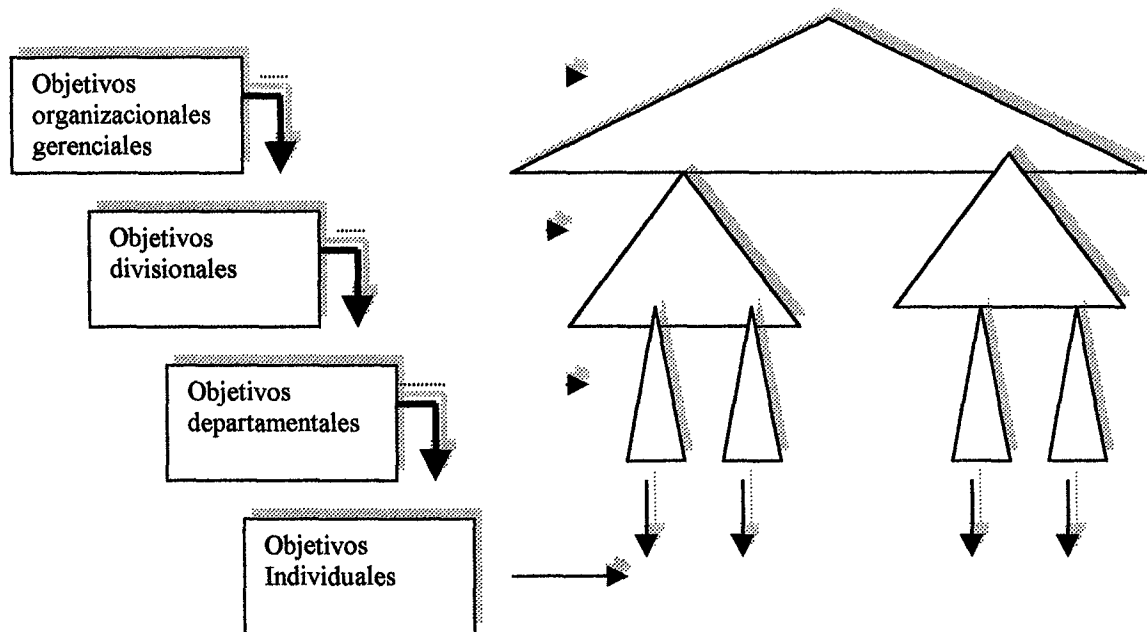 Objetivos
organizacionales
gerenciales
Objetivos
divisionales
Objetivos
departamentales
Objetivos
Individuales